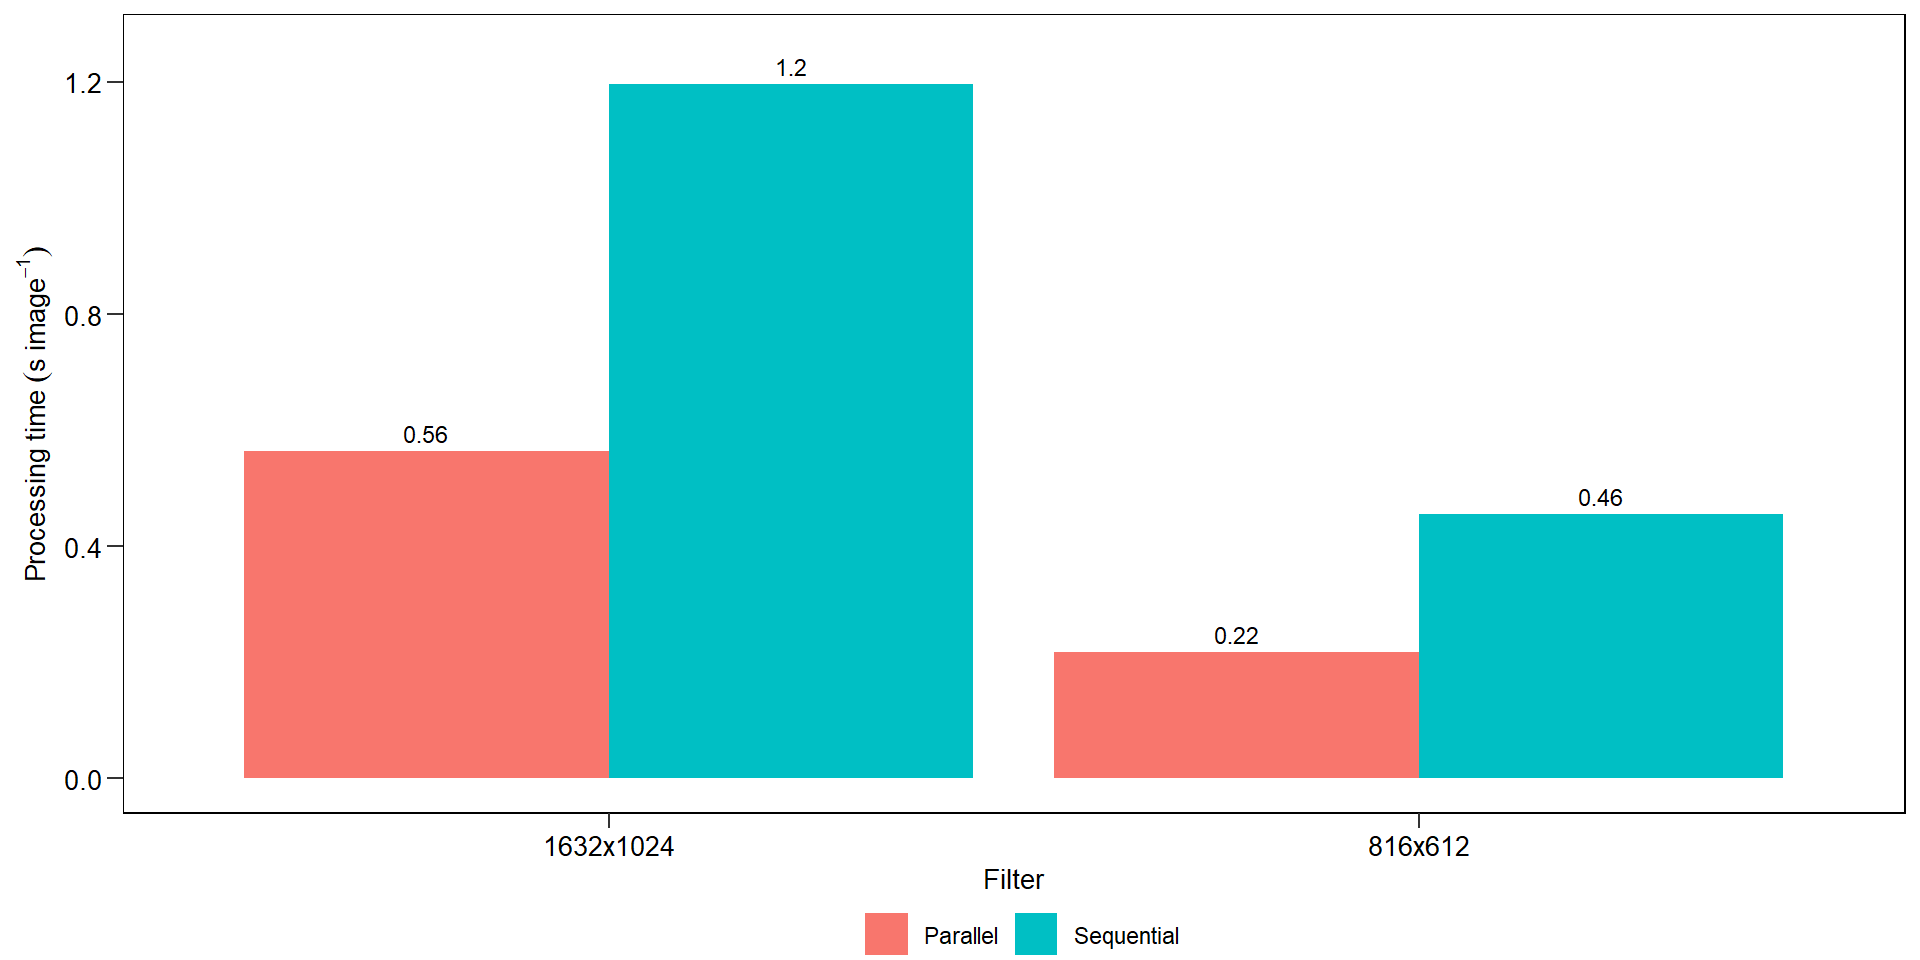 1.2
1.2
Processing time (s image⁻¹)
0.8
0.56
0.46
0.4
0.22
0.0
1632x1024
816x612
Filter
Parallel
Sequential